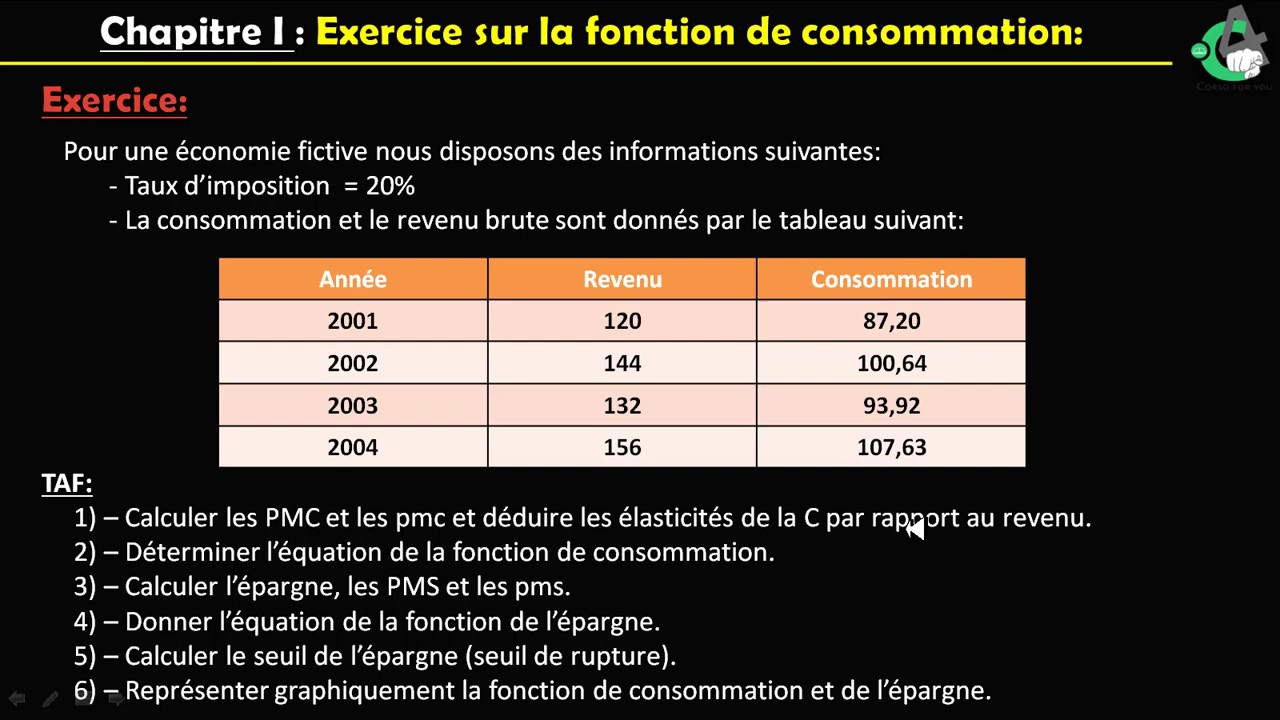 Chapitre I : Exercice sur la fonction de consommation:
CORSO FOR YOU
Exercice:
Pour une économie fictive nous disposons des informations suivantes:
- Taux d’imposition = 20%
- La consommation et le revenu brute sont donnés par le tableau suivant:
Année Revenu Consommation
2001 120 87,20
2002 144 100,64
2003 132 93,92
2004 156 107,63
TAF:
1) – Calculer les PMC et les pmc et déduire les élasticités de la C par rapport au revenu.
2) – Déterminer l’équation de la fonction de consommation.
3) – Calculer l’épargne, les PMS et les pms.
4) – Donner l’équation de la fonction de l’épargne.
5) – Calculer le seuil de l’épargne (seuil de rupture).
6) – Représenter graphiquement la fonction de consommation et de l’épargne.